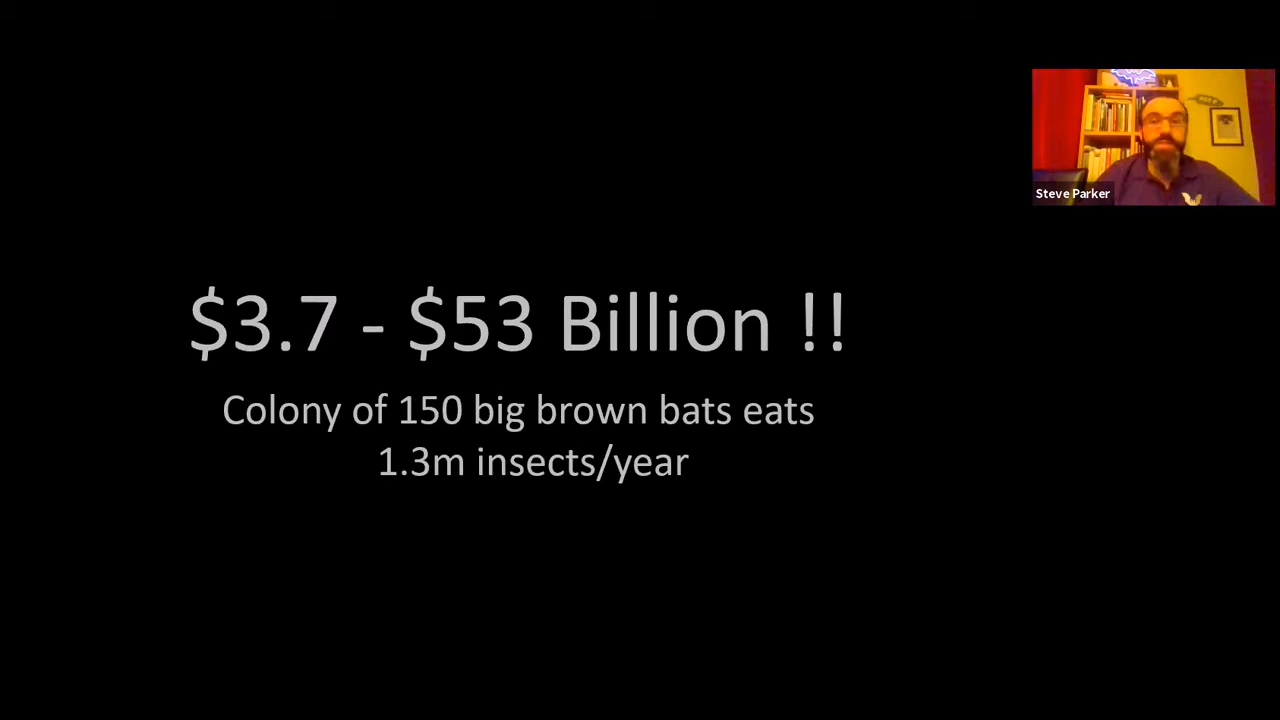 $3.7 - $53 Billion !!
Colony of 150 big brown bats eats
1.3m insects/year
Steve Parker